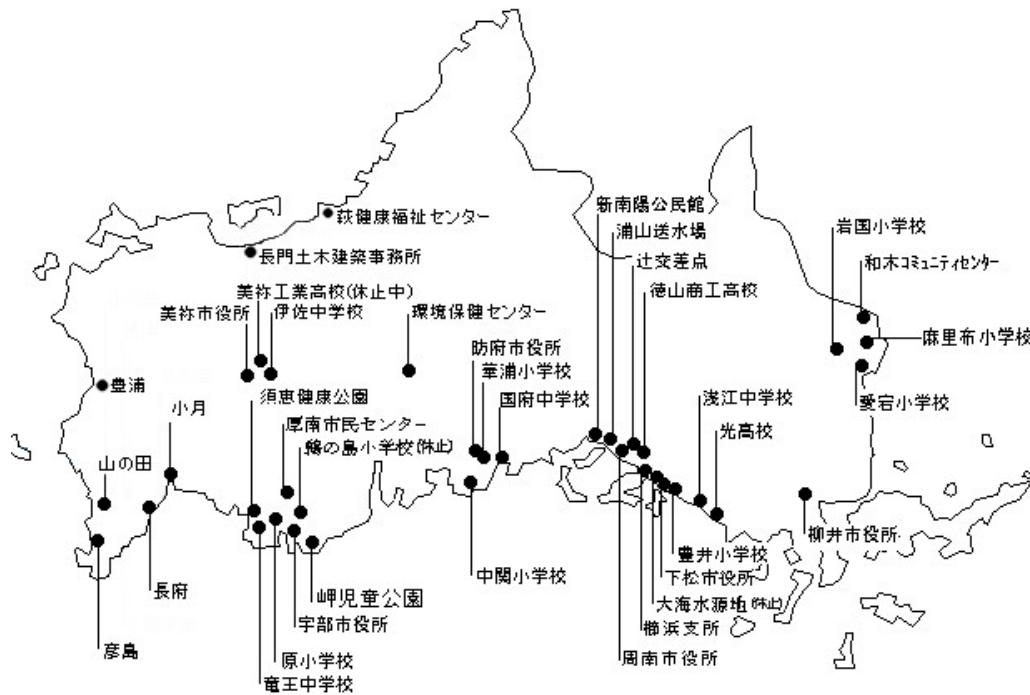 萩健康福祉センター
長門土木建築事務所
美祢工業高校(休止中)
美祢市役所
伊佐中学校
環境保健センター
豊浦
小月
山の田
須恵健康公園
厚南市民センター
鵜の島小学校(休止)
防府市役所
華浦小学校
国府中学校
新南陽公民館
浦山送水場
辻交差点
徳山商工高校
岩国小学校
和木コミュニティセンター
麻里布小学校
愛宕小学校
浅江中学校
光高校
柳井市役所
豊井小学校
下松市役所
大海水源地(休止)
櫛浜支所
周南市役所
中関小学校
岬児童公園
宇部市役所
原小学校
竜王中学校
長府
彦島